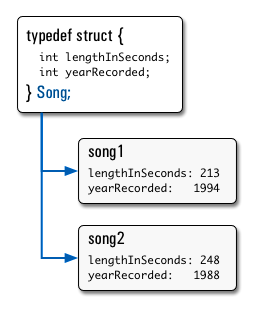 typedef struct {
int lengthInSeconds;
int yearRecorded;
} Song;
song1
lengthInSeconds: 213
yearRecorded: 1994
song2
lengthInSeconds: 248
yearRecorded: 1988